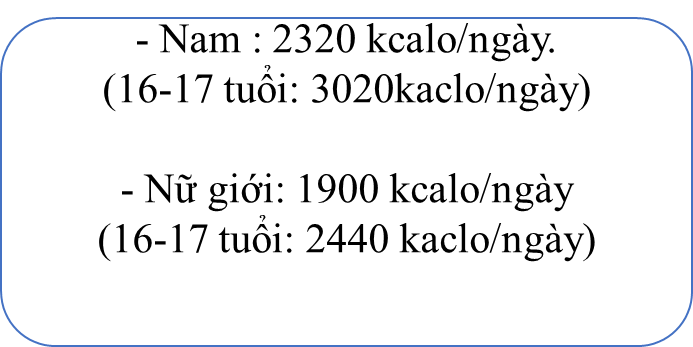 - Nam : 2320 kcalo/ngày.
(16-17 tuổi: 3020kaclo/ngày)
- Nữ giới: 1900 kcalo/ngày
(16-17 tuổi: 2440 kaclo/ngày)